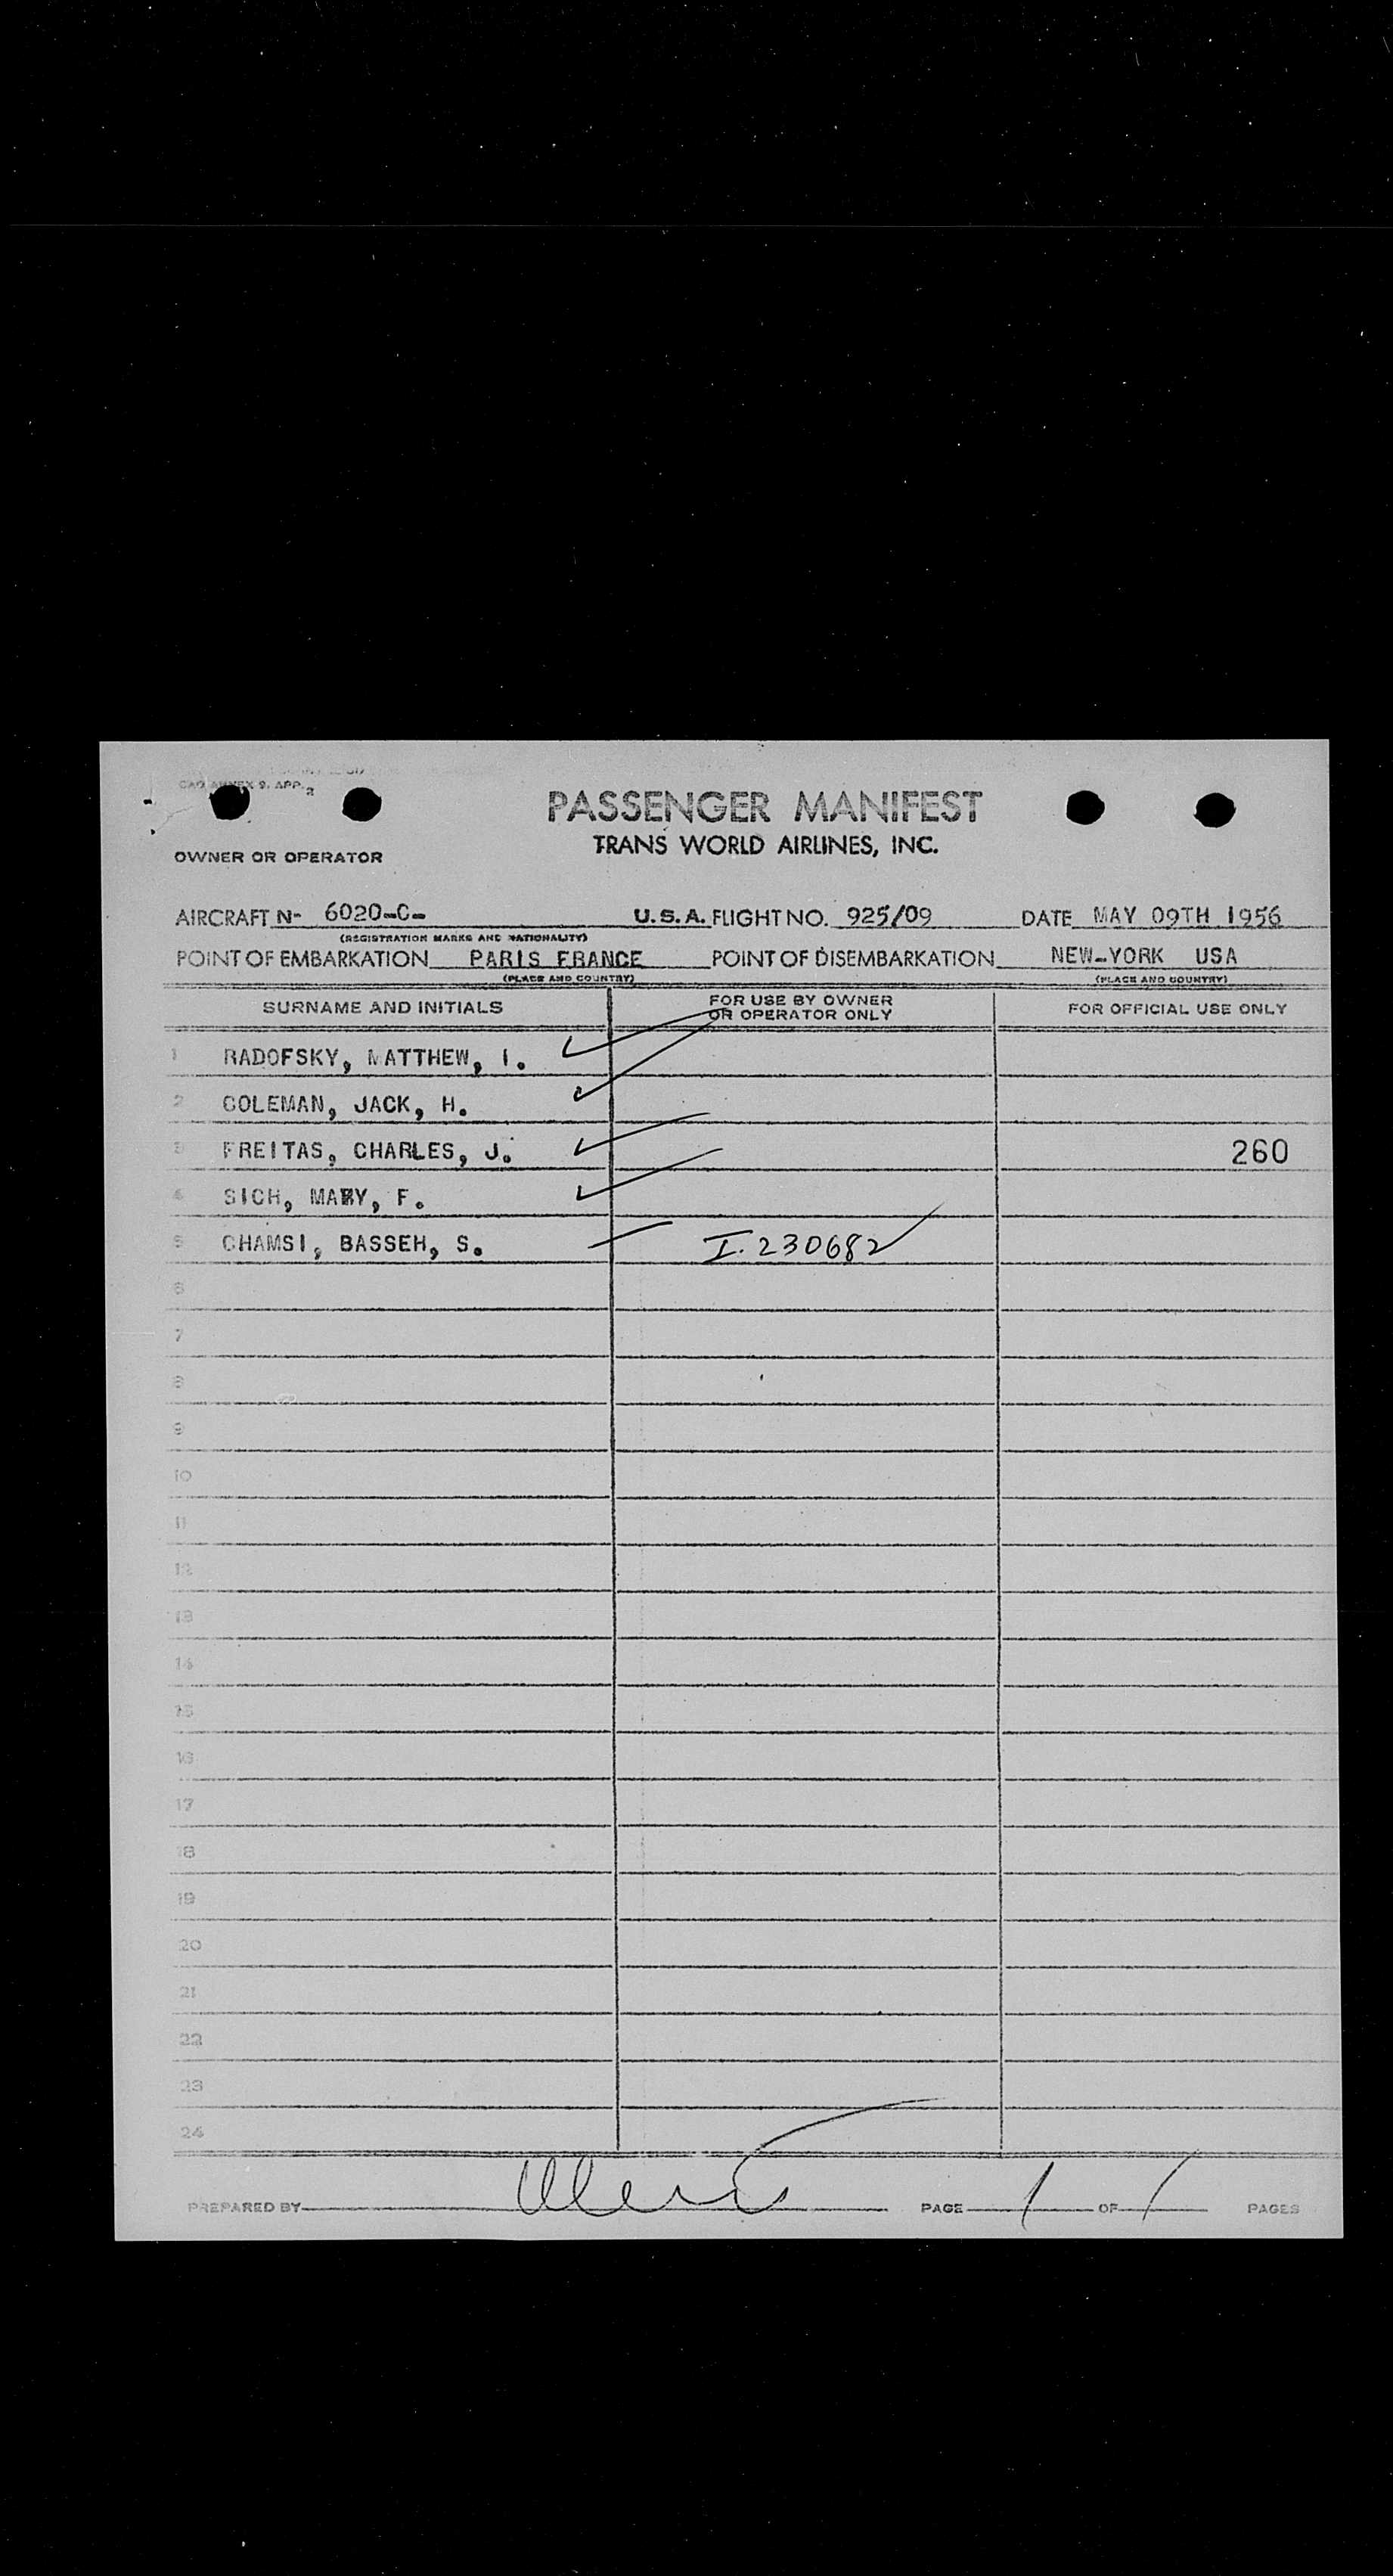 CAO ANNEX 9. APP. 2
PASSENGER MANIFEST
TRANS WORLD AIRLINES, INC.
OWNER OR OPERATOR
AIRCRAFT N- 6020-C- U.S.A. FLIGHT NO. 925/09 DATE MAY 09TH 1956
(REGISTRATION MARKS AND NATIONALITY)
POINT OF EMBARKATION PARIS FRANCE POINT OF DISEMBARKATION NEW-YORK USA
(PLACE AND COUNTRY) (PLACE AND COUNTRY)
SURNAME AND INITIALS FOR USE BY OWNER OR OPERATOR ONLY FOR OFFICIAL USE ONLY
1 RADOFSKY, MATTHEW, I.
2 COLEMAN, JACK, H.
3 FREITAS, CHARLES, J. 260
4 SICH, MARY, F.
5 CHAMSI, BASSEH, S. I.230682
6
7
8
9
10
11
12
13
14
15
16
17
18
19
20
21
22
23
24
PREPARED BY PAGE 1 OF 1 PAGES